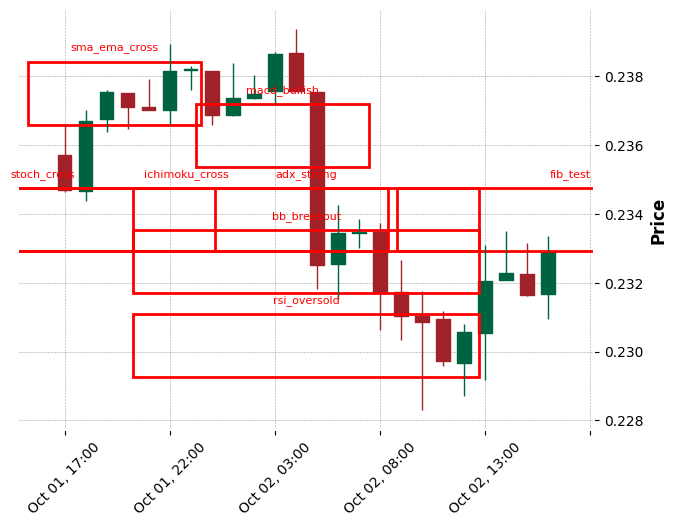 sma_ema_cross
macd_bullish
stoch_cross
ichimoku_cross
adx_strong
fib_test
bb_breakout
rsi_oversold
0.238
0.236
0.234
0.232
0.230
0.228
Price
Oct 01, 17:00
Oct 01, 22:00
Oct 02, 03:00
Oct 02, 08:00
Oct 02, 13:00